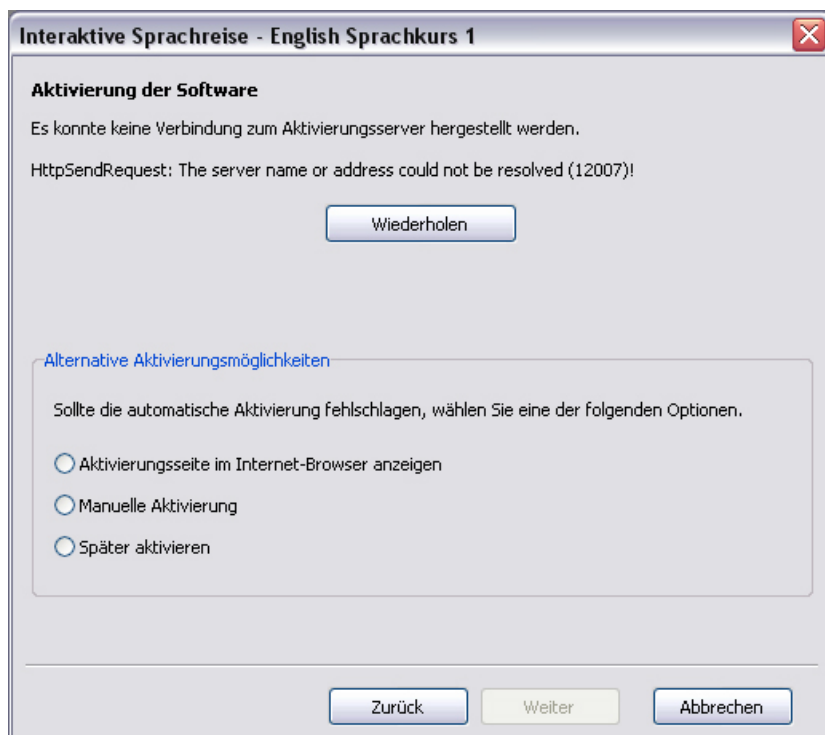 Interaktive Sprachreise - English Sprachkurs 1
Aktivierung der Software
Es konnte keine Verbindung zum Aktivierungsserver hergestellt werden.
HttpSendRequest: The server name or address could not be resolved (12007)!
Wiederholen
Alternative Aktivierungsmöglichkeiten
Sollte die automatische Aktivierung fehlschlagen, wählen Sie eine der folgenden Optionen.
Aktivierungsseite im Internet-Browser anzeigen
Manuelle Aktivierung
Später aktivieren
Zurück Weiter Abbrechen